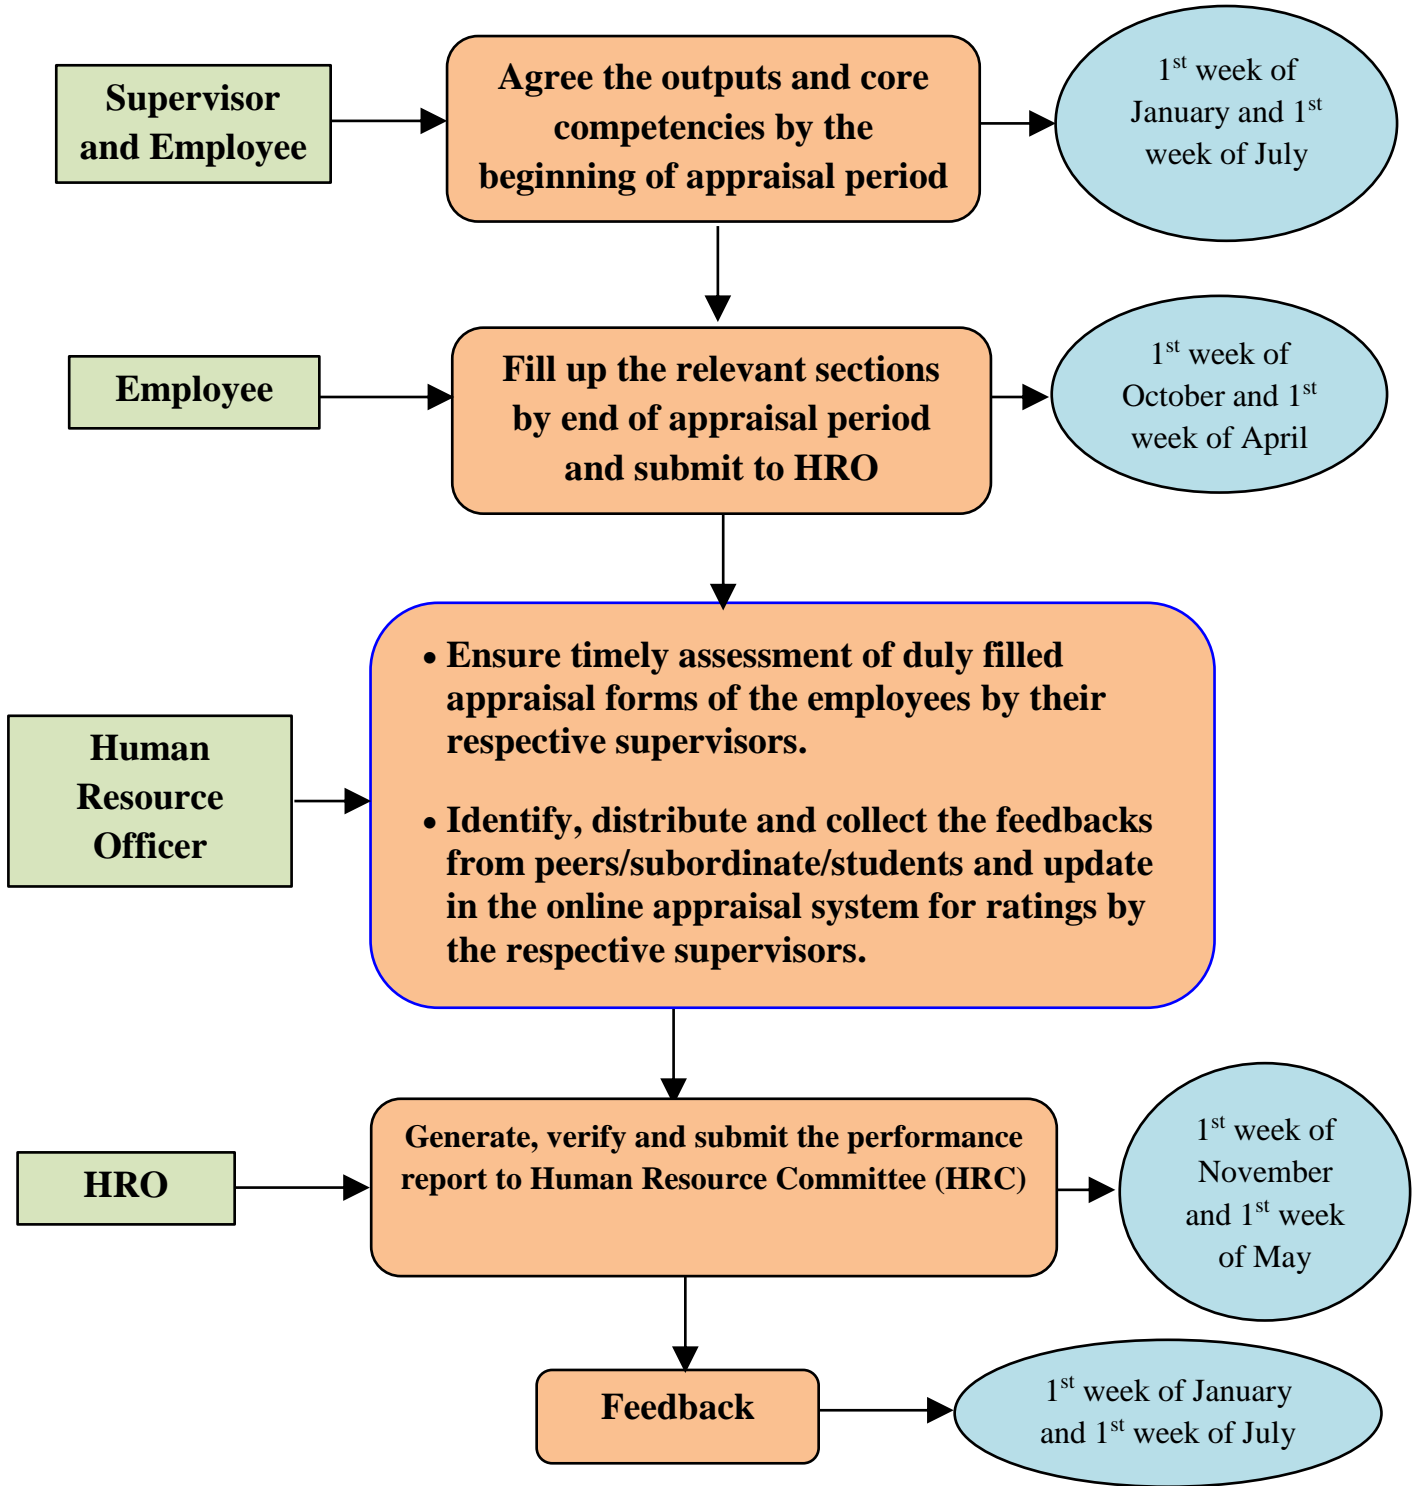 Supervisor
and Employee
Agree the outputs and core
competencies by the
beginning of appraisal period
1st week of
January and 1st
week of July
Employee
Fill up the relevant sections
by end of appraisal period
and submit to HRO
1st week of
October and 1st
week of April
Human
Resource
Officer
• Ensure timely assessment of duly filled
appraisal forms of the employees by their
respective supervisors.
• Identify, distribute and collect the feedbacks
from peers/subordinate/students and update
in the online appraisal system for ratings by
the respective supervisors.
HRO
Generate, verify and submit the performance
report to Human Resource Committee (HRC)
1st week of
November
and 1st week
of May
Feedback
1st week of January
and 1st week of July